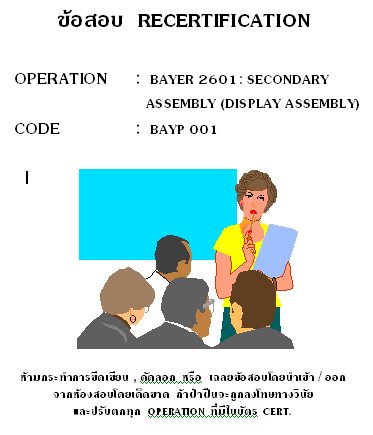 ข้อสอบ RECERTIFICATION
OPERATION : BAYER 2601 : SECONDARY
ASSEMBLY (DISPLAY ASSEMBLY)
CODE : BAYP 001
ห้ามกระทำการขีดเขียน , คัดลอก หรือ เฉลยข้อสอบโดยนำเข้า / ออก
จากห้องสอบโดยเด็ดขาด ถ้าฝ่าฝืนจะถูกลงโทษทางวินัย
และปรับตกทุก OPERATION ที่มีในบัตร CERT.